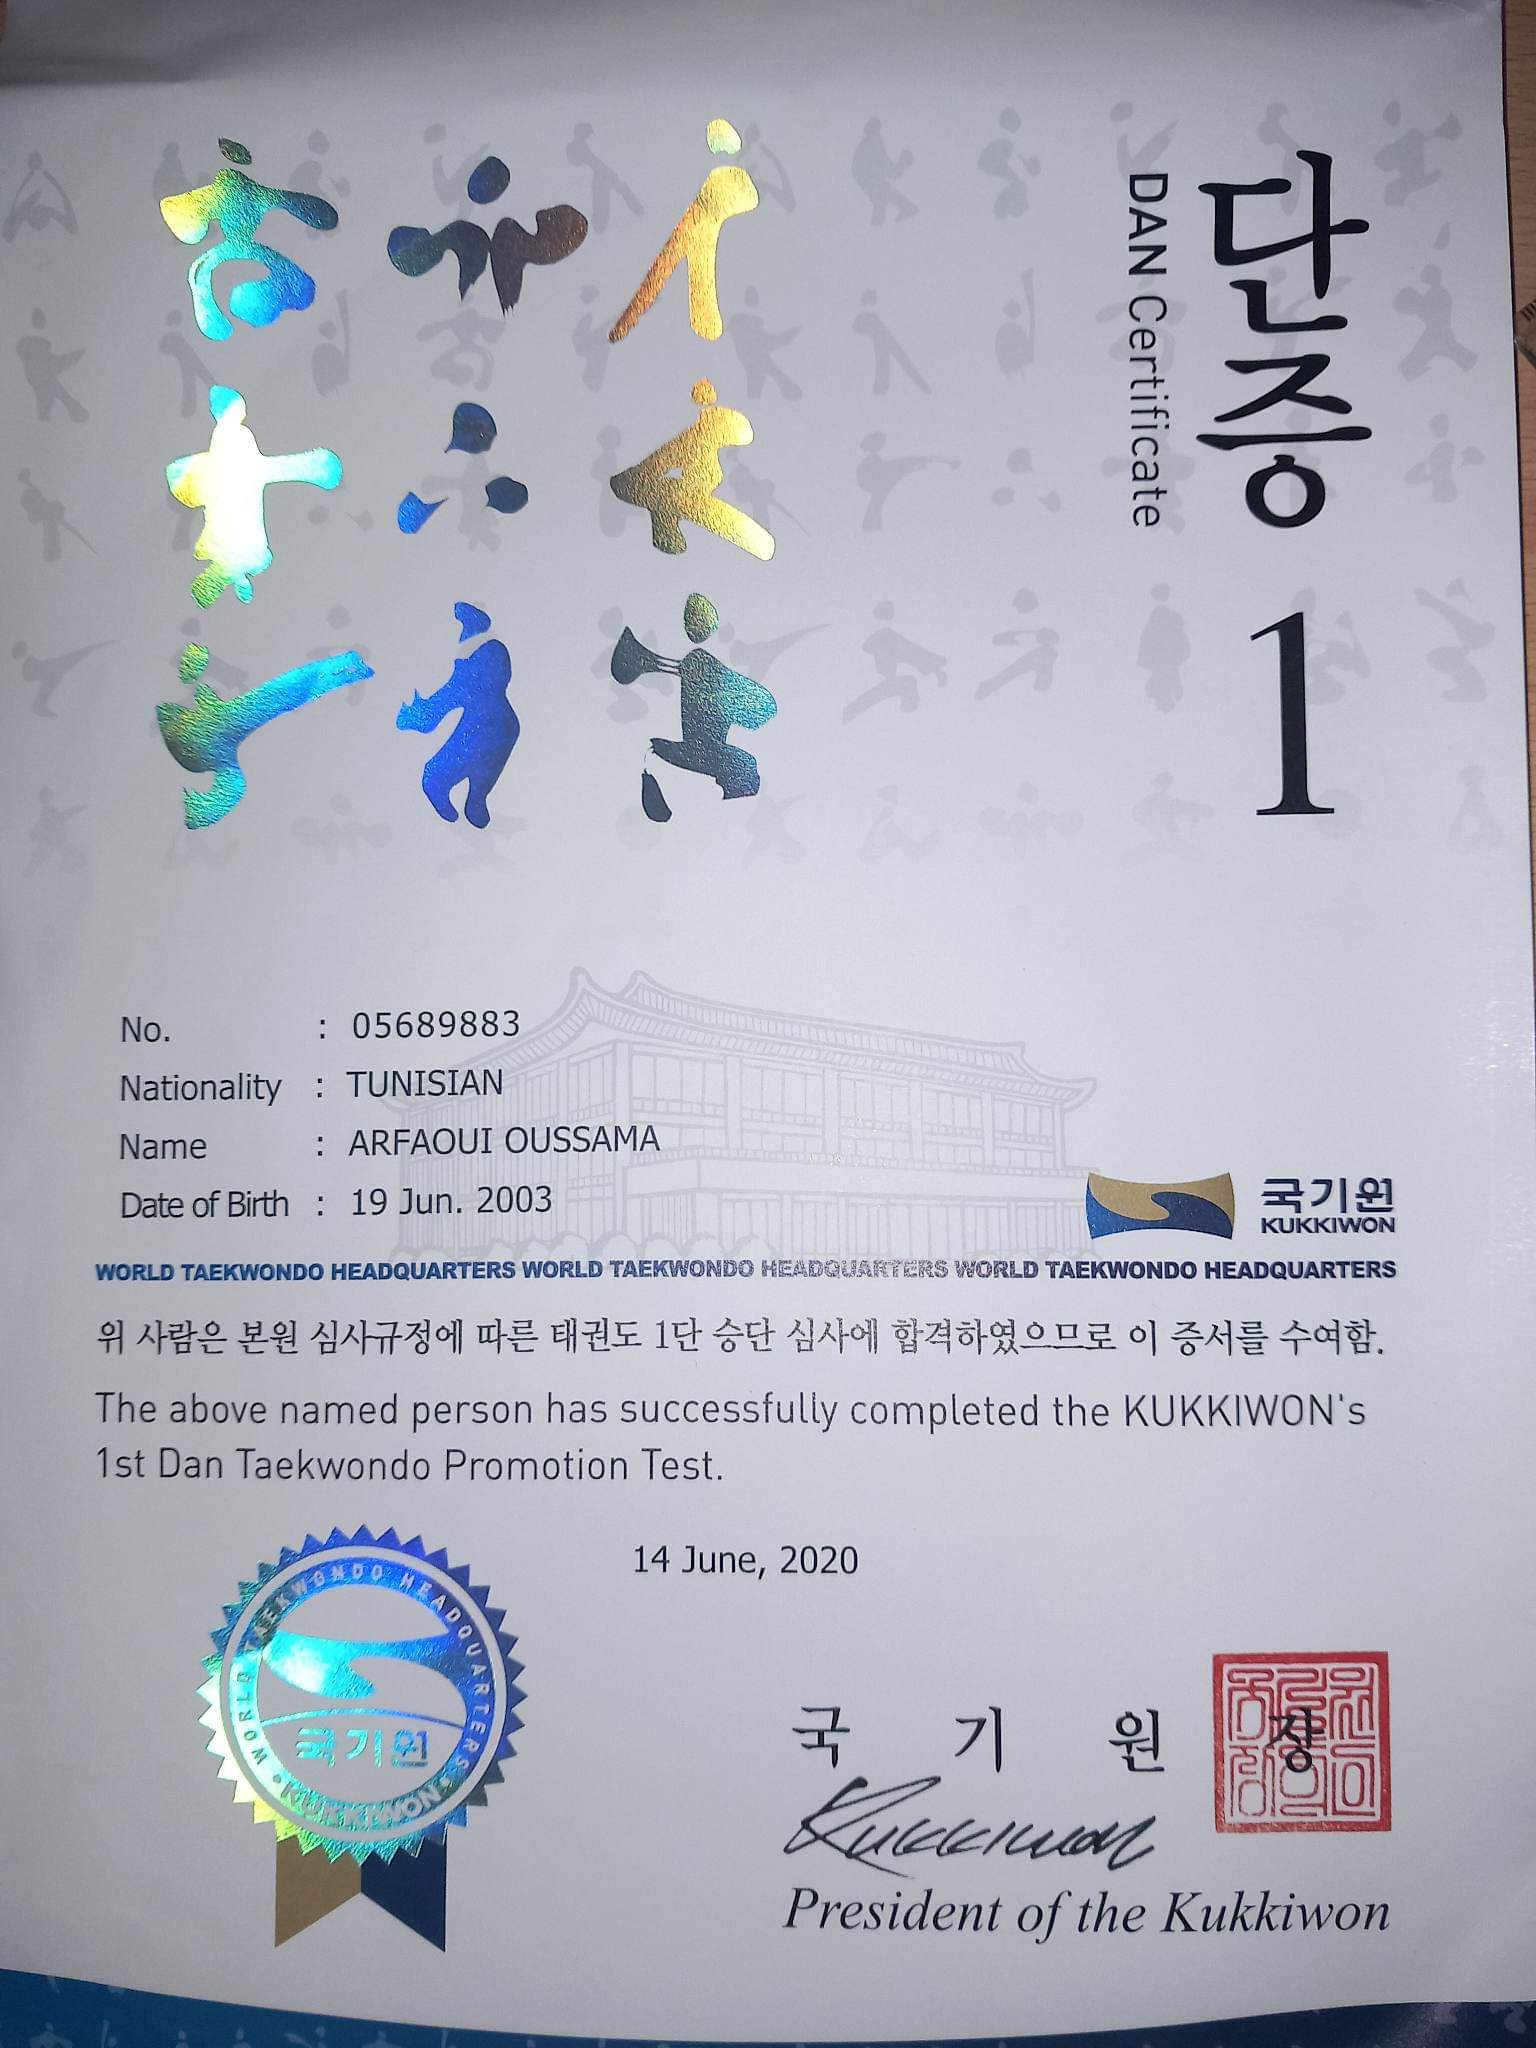 단증 1
DAN Certificate
No. : 05689883
Nationality : TUNISIAN
Name : ARFAOUI OUSSAMA
Date of Birth : 19 Jun. 2003
국기원
KUKKIWON
WORLD TAEKWONDO HEADQUARTERS WORLD TAEKWONDO HEADQUARTERS WORLD TAEKWONDO HEADQUARTERS
위 사람은 본원 심사규정에 따른 태권도 1단 승단 심사에 합격하였으므로 이 증서를 수여함.
The above named person has successfully completed the KUKKIWON's
1st Dan Taekwondo Promotion Test.
14 June, 2020
WORLD TAEKWONDO HEADQUARTERS
국기원
KUKKIWON
국 기 원 장
Kukkiwon
President of the Kukkiwon